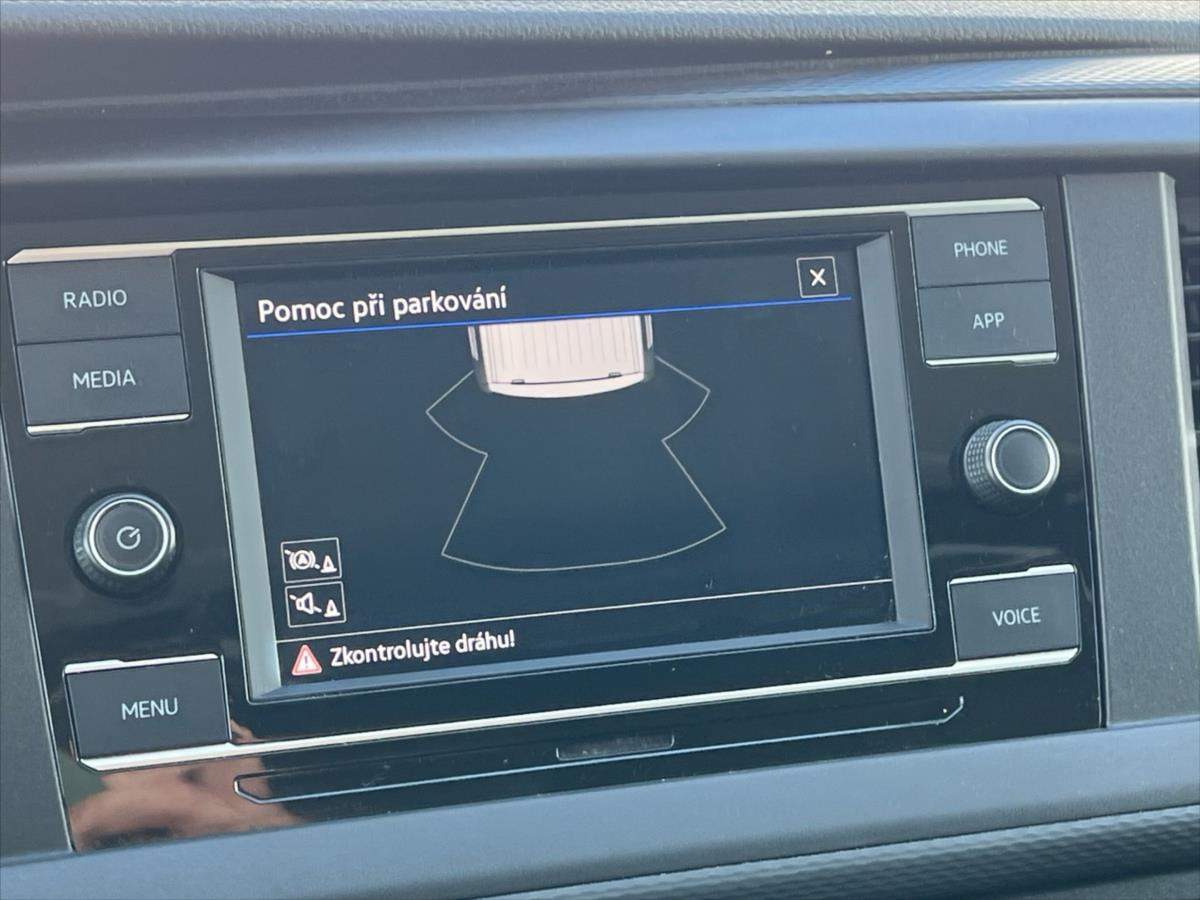 RADIO
MEDIA
MENU
Pomoc při parkování
X
Zkontrolujte dráhu!
PHONE
APP
VOICE